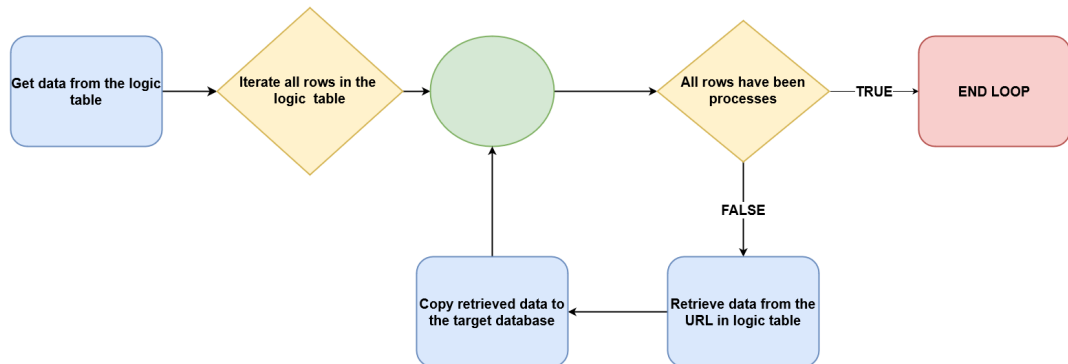 Get data from the logic
table
Iterate all rows in the
logic table
All rows have been
processes
TRUE
END LOOP
FALSE
Copy retrieved data to
the target database
Retrieve data from the
URL in logic table